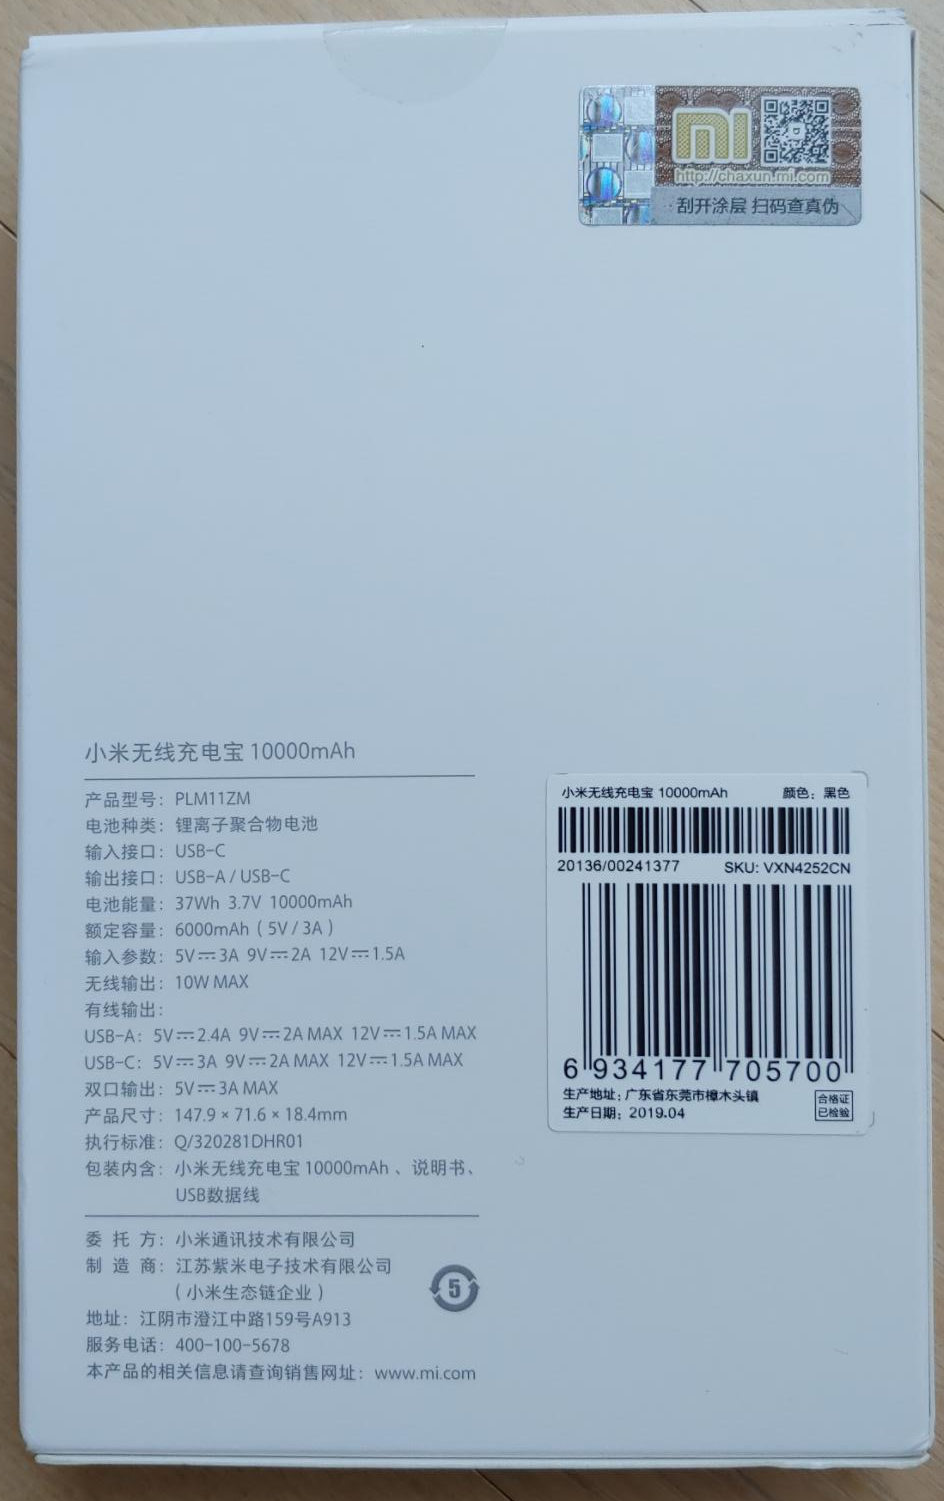 mi
http://chaxun.mi.com
刮开涂层 扫码查真伪
小米无线充电宝 10000mAh
产品型号：PLM11ZM
电池种类：锂离子聚合物电池
输入接口：USB-C
输出接口：USB-A / USB-C
电池能量：37Wh 3.7V 10000mAh
额定容量：6000mAh（5V / 3A）
输入参数：5V⎓3A 9V⎓2A 12V⎓1.5A
无线输出：10W MAX
有线输出：
USB-A：5V⎓2.4A 9V⎓2A MAX 12V⎓1.5A MAX
USB-C：5V⎓3A 9V⎓2A MAX 12V⎓1.5A MAX
双口输出：5V⎓3A MAX
产品尺寸：147.9 × 71.6 × 18.4mm
执行标准：Q/320281DHR01
包装内含：小米无线充电宝 10000mAh 、说明书、
USB数据线
委 托 方：小米通讯技术有限公司
制 造 商：江苏紫米电子技术有限公司
（小米生态链企业）
5
地址：江阴市澄江中路159号A913
服务电话：400-100-5678
本产品的相关信息请查询销售网址：www.mi.com
小米无线充电宝 10000mAh 颜色：黑色
20136/00241377 SKU: VXN4252CN
6 934177 705700
生产地址：广东省东莞市樟木头镇
生产日期：2019.04
合格证
已检验